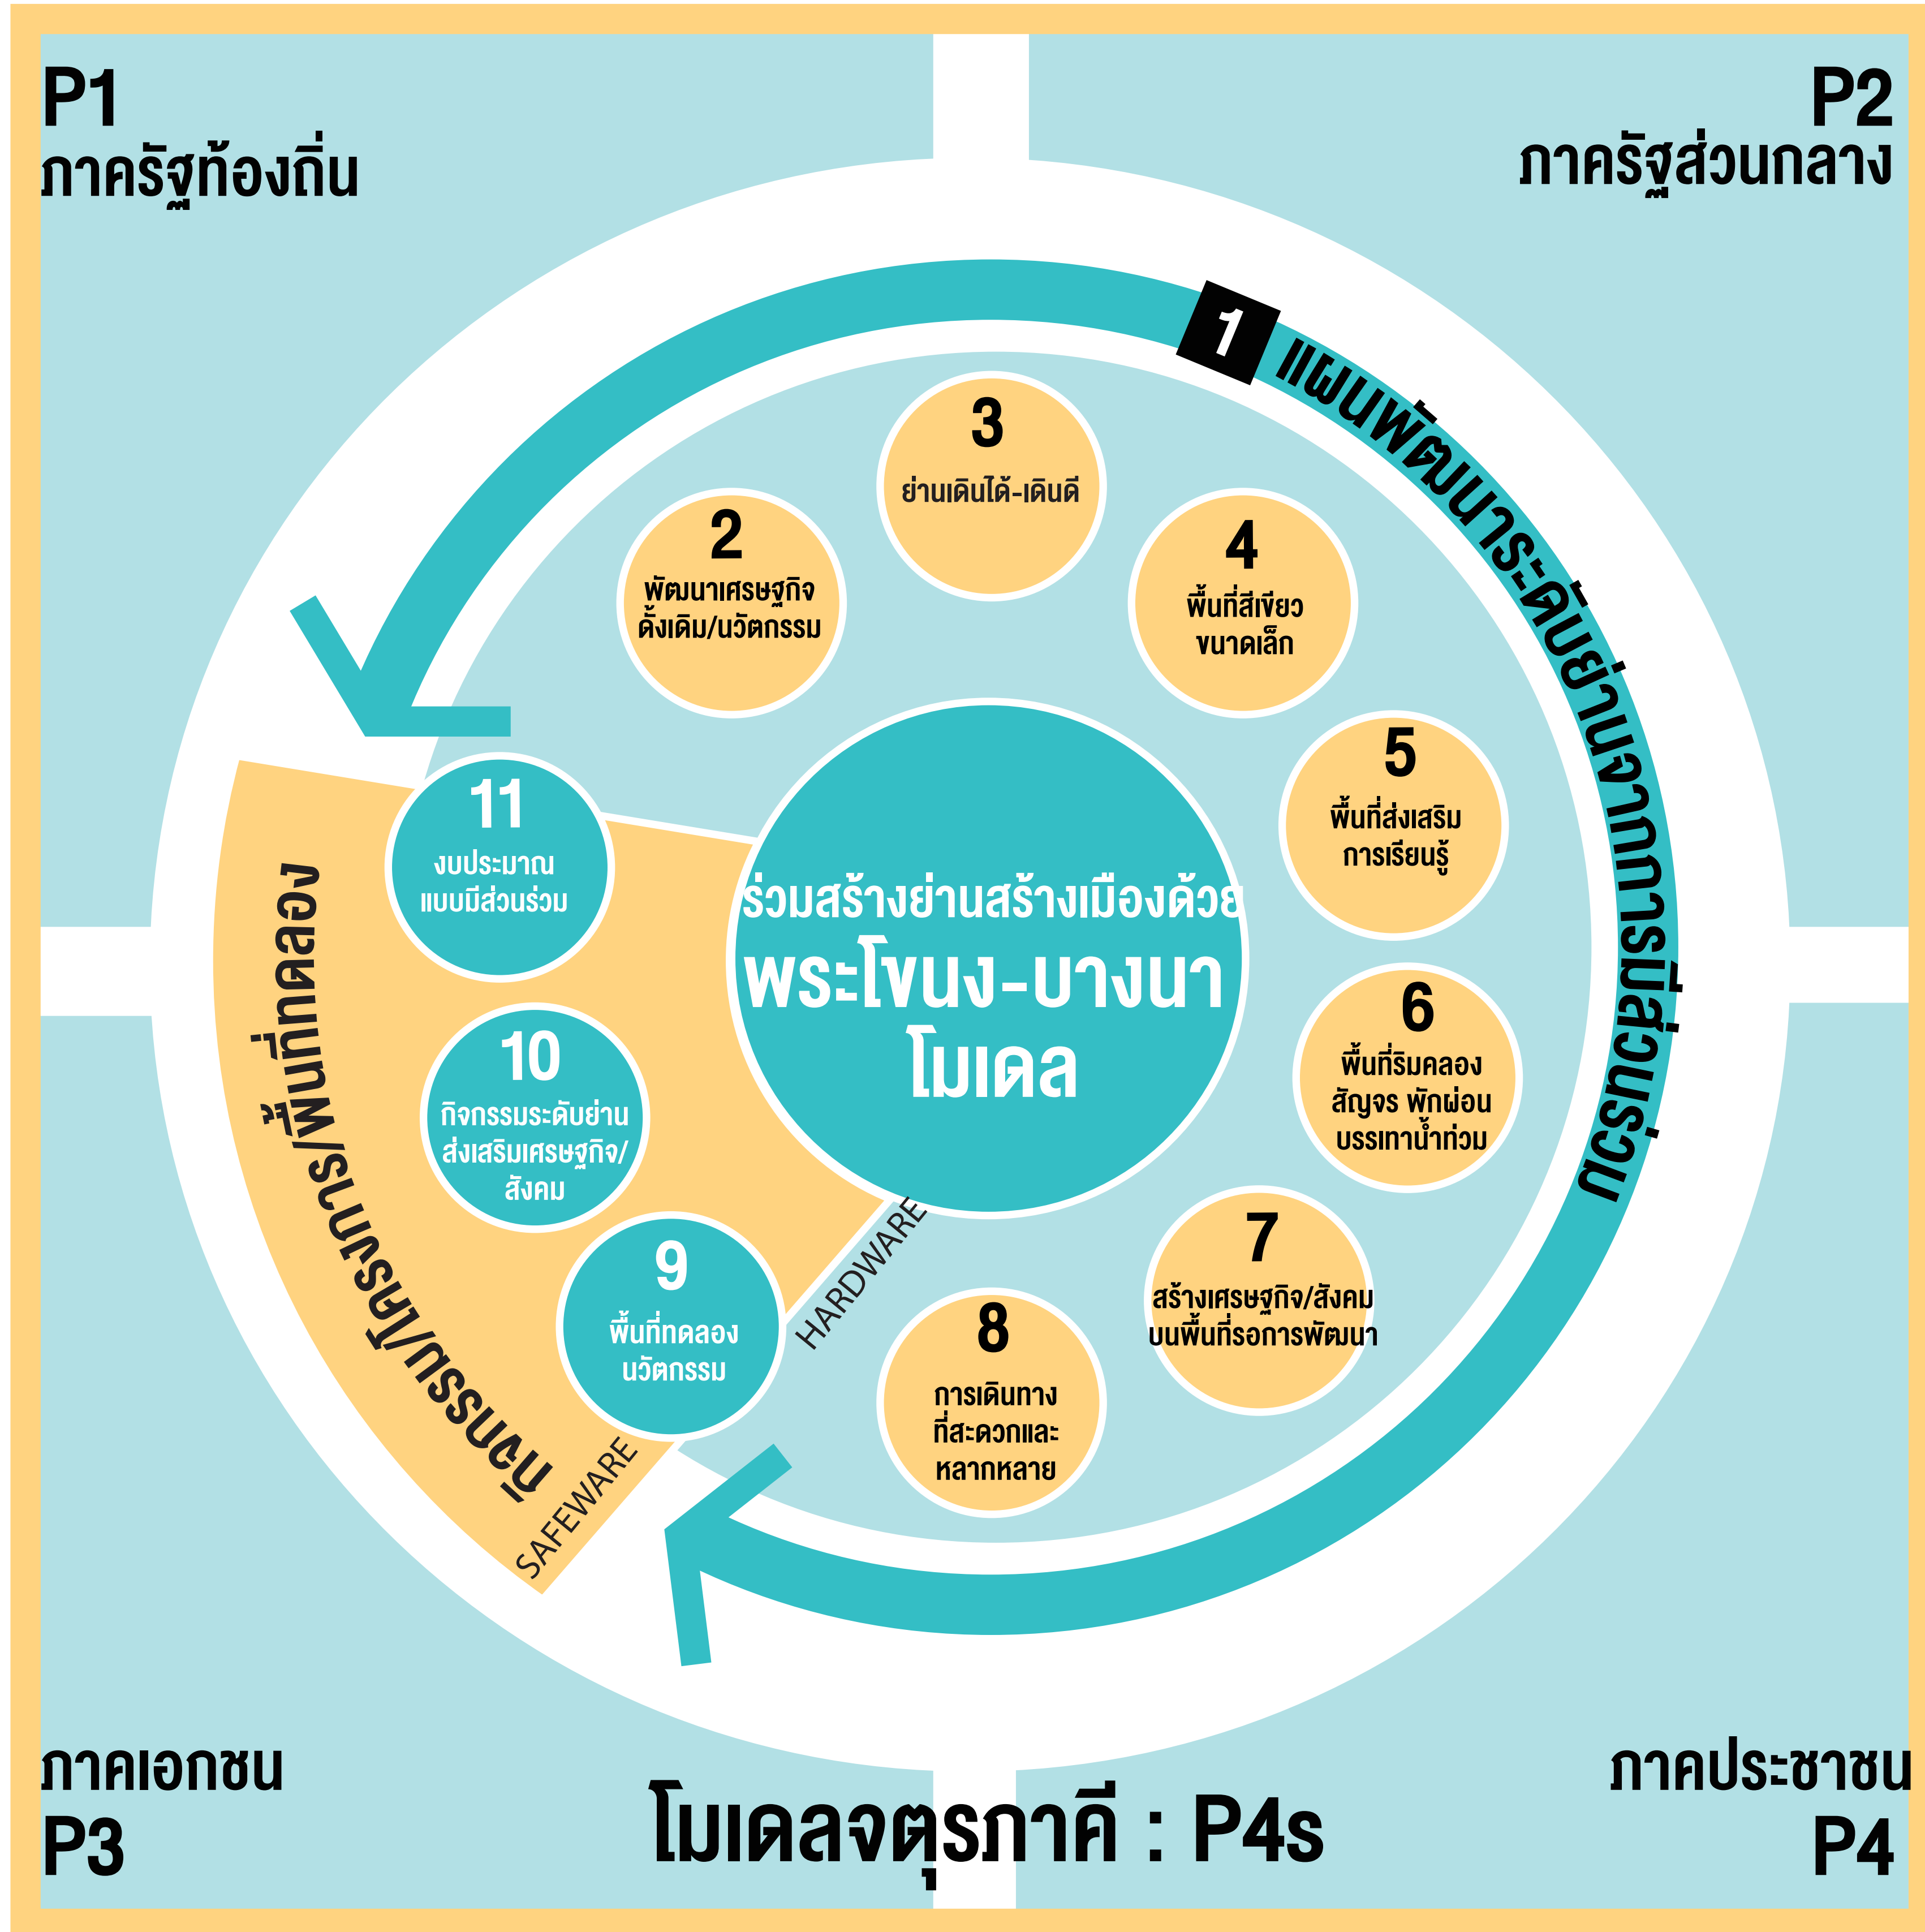 P1
ภาครัฐท้องถิ่น
P2
ภาครัฐส่วนกลาง
1 แผนพัฒนาระดับย่านจากการมีส่วนร่วม
2
พัฒนาเศรษฐกิจ
ดั้งเดิม/นวัตกรรม
3
ย่านเดินได้-เดินดี
4
พื้นที่สีเขียว
ขนาดเล็ก
5
พื้นที่ส่งเสริม
การเรียนรู้
6
พื้นที่ริมคลอง
สัญจร พักผ่อน
บรรเทาน้ำท่วม
7
สร้างเศรษฐกิจ/สังคม
บนพื้นที่รอการพัฒนา
8
การเดินทาง
ที่สะดวกและ
หลากหลาย
9
พื้นที่ทดลอง
นวัตกรรม
10
กิจกรรมระดับย่าน
ส่งเสริมเศรษฐกิจ/
สังคม
11
งบประมาณ
แบบมีส่วนร่วม
ร่วมสร้างย่านสร้างเมืองด้วย
พระโขนง-บางนา
โมเดล
HARDWARE
SAFEWARE
กิจกรรม/โครงการ/พื้นที่ทดลอง
ภาคเอกชน
P3
โมเดลจตุรภาคี : P4s
ภาคประชาชน
P4